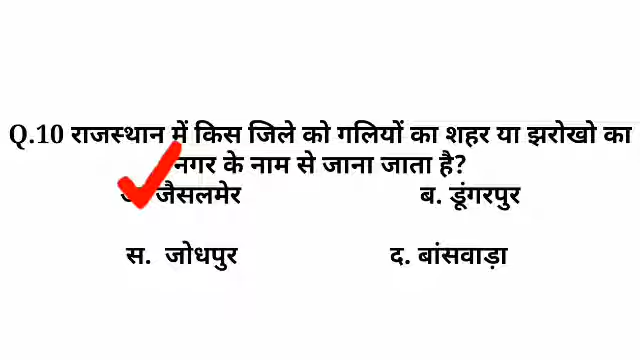 Q.10 राजस्थान में किस जिले को गलियों का शहर या झरोखो का
नगर के नाम से जाना जाता है?
जैसलमेर ब. डूंगरपुर
स. जोधपुर द. बांसवाड़ा